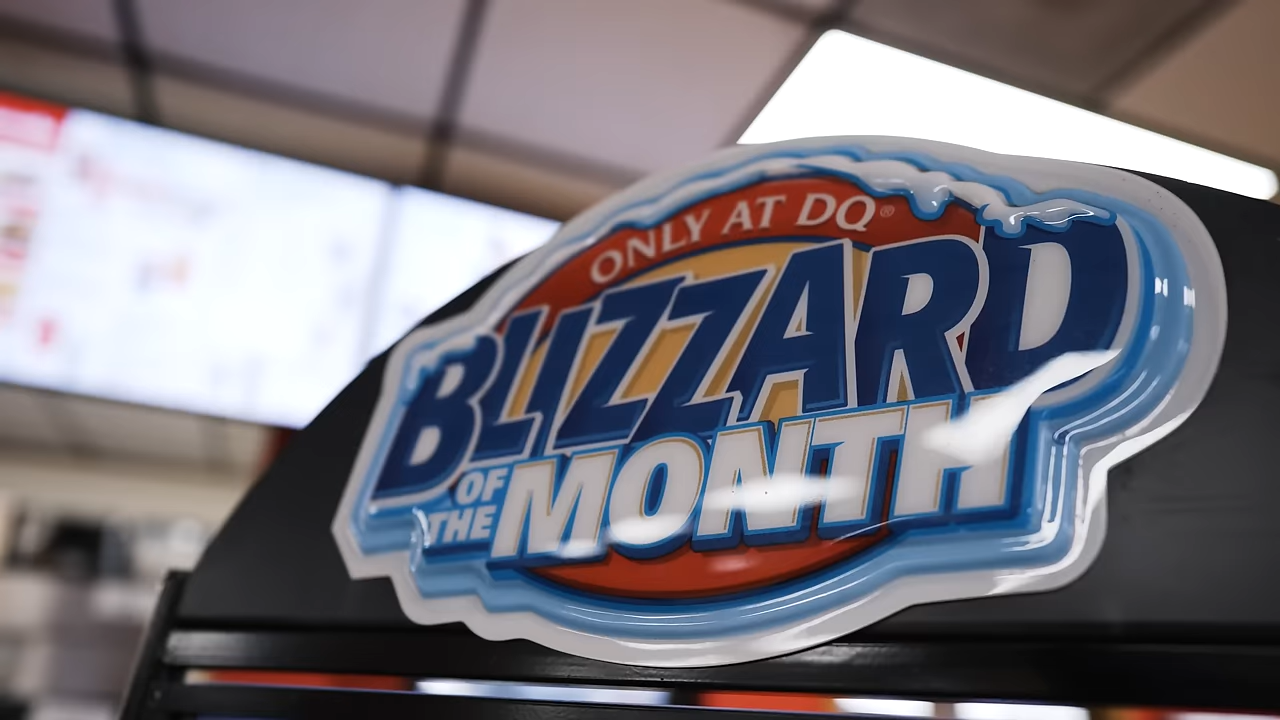 ONLY AT DQ®
BLIZZARD
OF
THE
MONTH